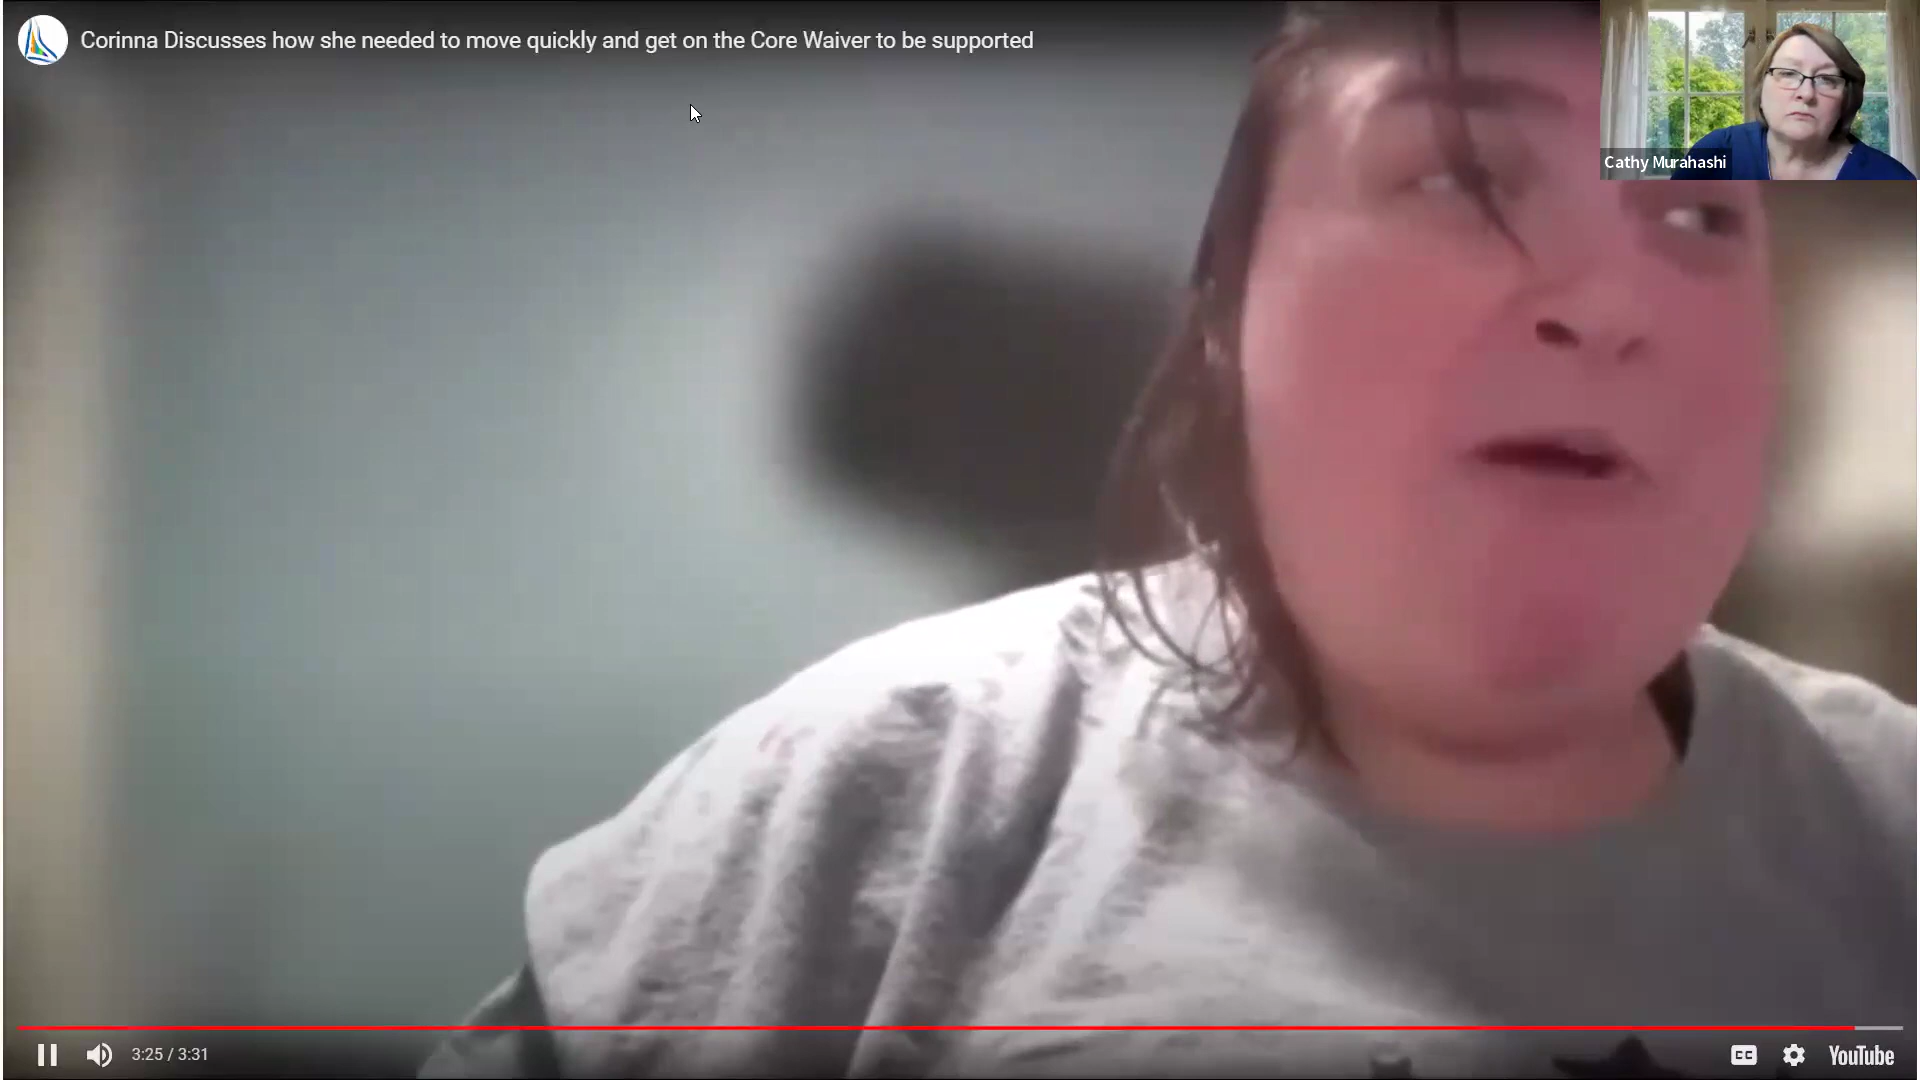 Corinna Discusses how she needed to move quickly and get on the Core Waiver to be supported
Cathy Murahashi
3:25 / 3:31
CC
YouTube